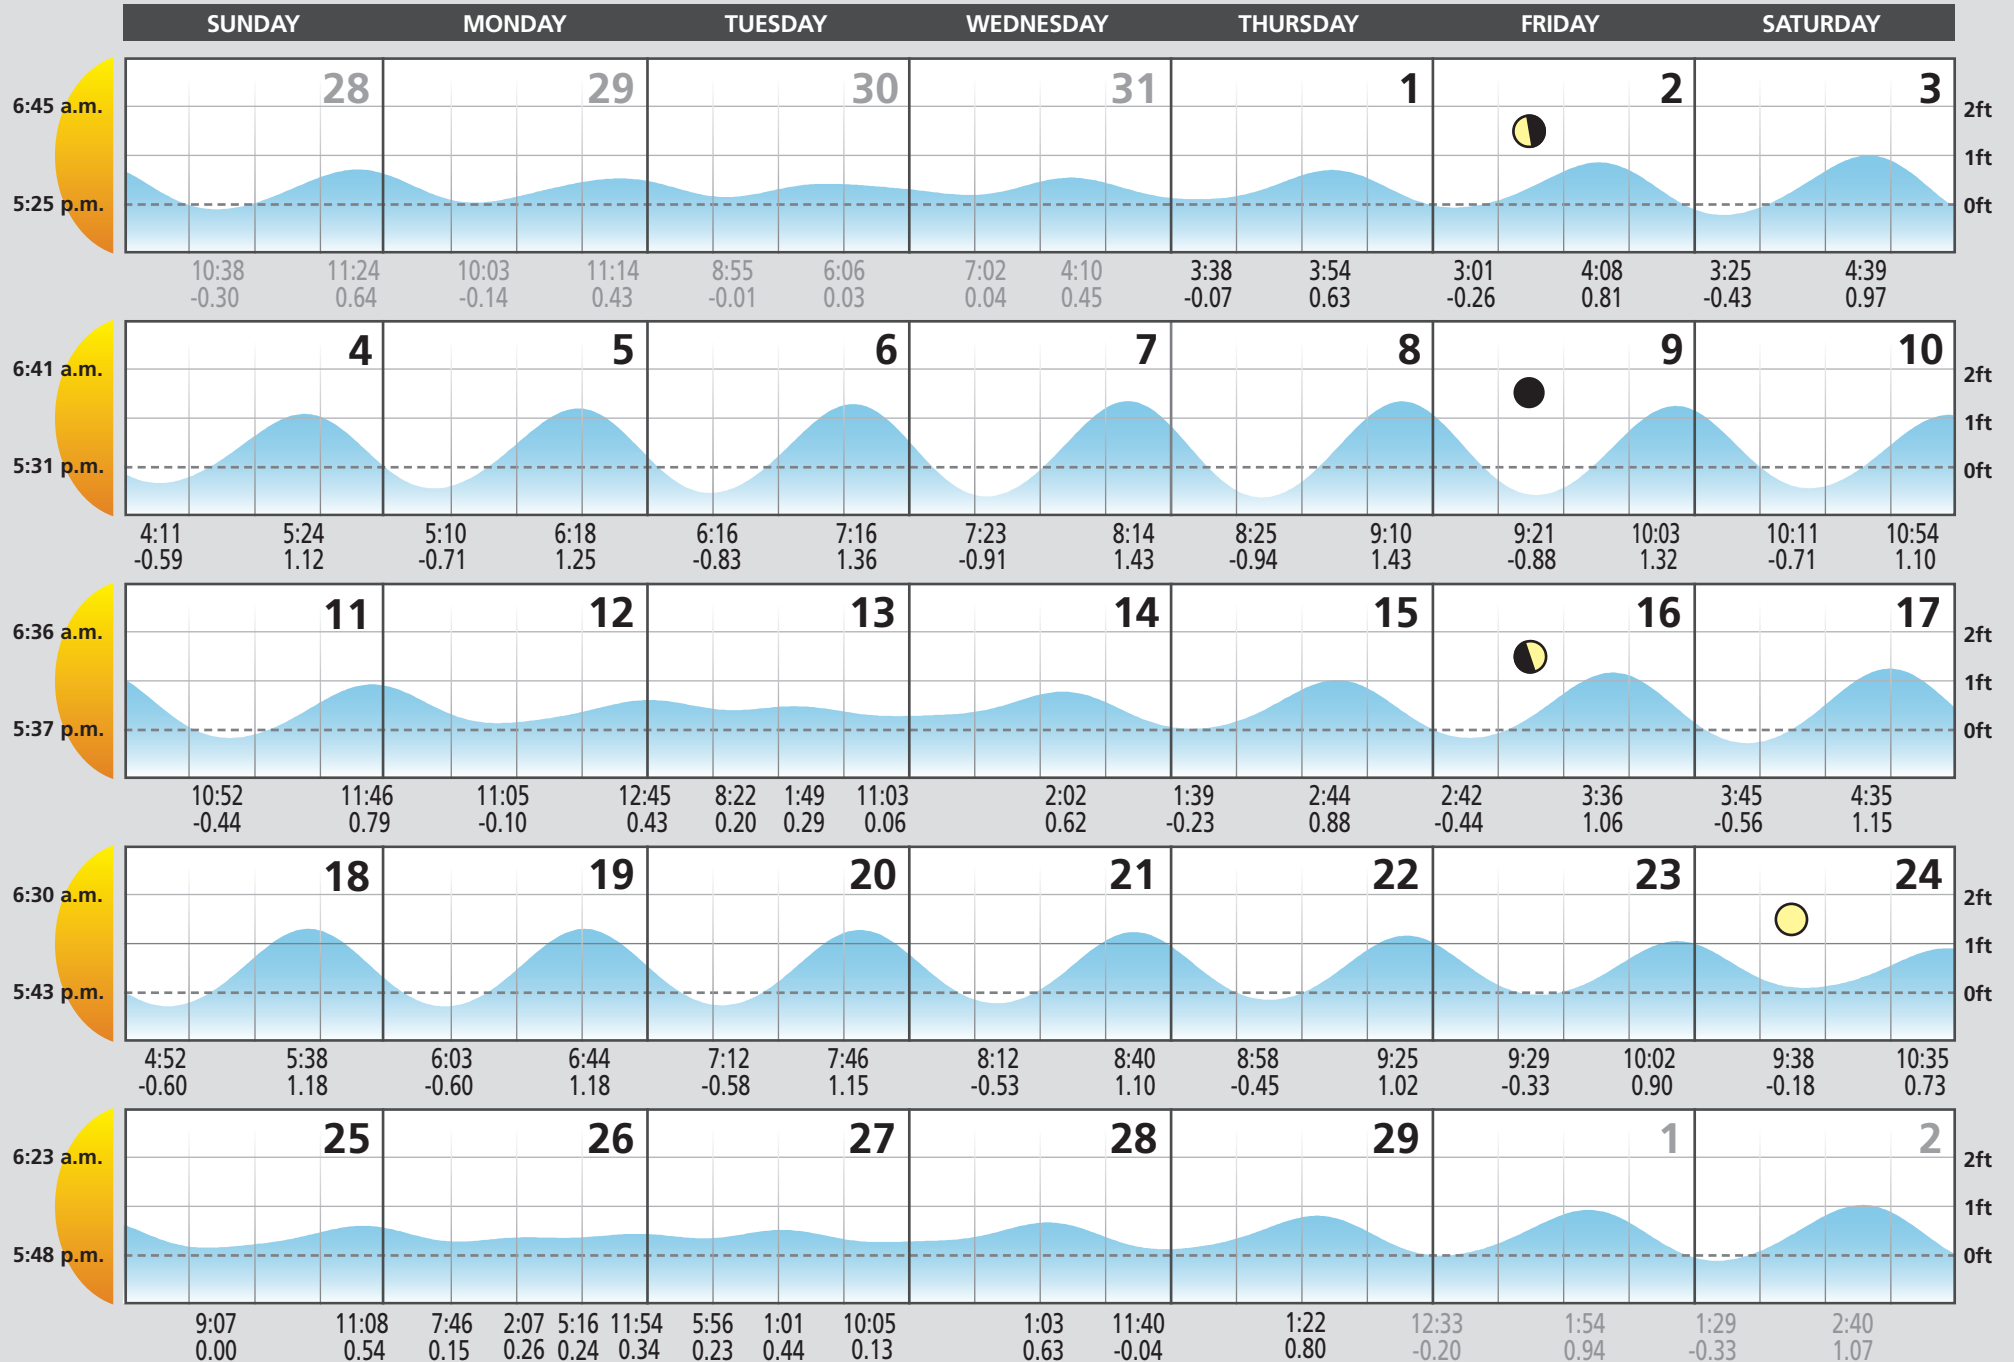 SUNDAY MONDAY TUESDAY WEDNESDAY THURSDAY FRIDAY SATURDAY
28 29 30 31 1 2 3
6:45 a.m. 2ft
1ft
5:25 p.m. 0ft
10:38 11:24 10:03 11:14 8:55 6:06 7:02 4:10 3:38 3:54 3:01 4:08 3:25 4:39
-0.30 0.64 -0.14 0.43 -0.01 0.03 0.04 0.45 -0.07 0.63 -0.26 0.81 -0.43 0.97
4 5 6 7 8 9 10
6:41 a.m. 2ft
1ft
5:31 p.m. 0ft
4:11 5:24 5:10 6:18 6:16 7:16 7:23 8:14 8:25 9:10 9:21 10:03 10:11 10:54
-0.59 1.12 -0.71 1.25 -0.83 1.36 -0.91 1.43 -0.94 1.43 -0.88 1.32 -0.71 1.10
11 12 13 14 15 16 17
6:36 a.m. 2ft
1ft
5:37 p.m. 0ft
10:52 11:46 11:05 12:45 8:22 1:49 11:03 2:02 1:39 2:44 2:42 3:36 3:45 4:35
-0.44 0.79 -0.10 0.43 0.20 0.29 0.06 0.62 -0.23 0.88 -0.44 1.06 -0.56 1.15
18 19 20 21 22 23 24
6:30 a.m. 2ft
1ft
5:43 p.m. 0ft
4:52 5:38 6:03 6:44 7:12 7:46 8:12 8:40 8:58 9:25 9:29 10:02 9:38 10:35
-0.60 1.18 -0.60 1.18 -0.58 1.15 -0.53 1.10 -0.45 1.02 -0.33 0.90 -0.18 0.73
25 26 27 28 29 1 2
6:23 a.m. 2ft
1ft
5:48 p.m. 0ft
9:07 11:08 7:46 2:07 5:16 11:54 5:56 1:01 10:05 1:03 11:40 1:22 12:33 1:54 1:29 2:40
0.00 0.54 0.15 0.26 0.24 0.34 0.23 0.44 0.13 0.63 -0.04 0.80 -0.20 0.94 -0.33 1.07